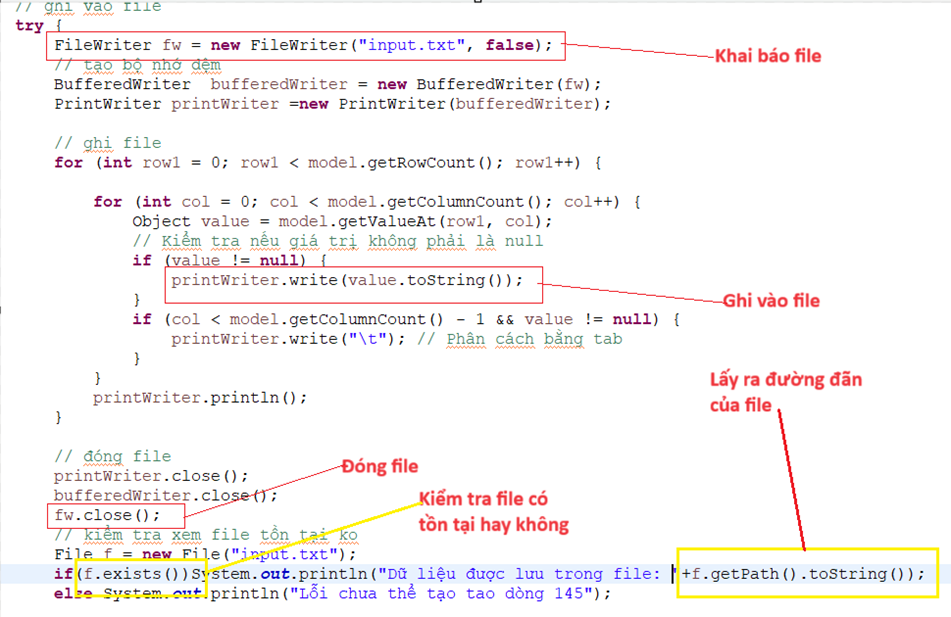 // ghi vào file
try {
FileWriter fw = new FileWriter("input.txt", false);
Khai báo file
// tạo bộ nhớ đệm
BufferedWriter  bufferedWriter = new BufferedWriter(fw);
PrintWriter printWriter =new PrintWriter(bufferedWriter);
// ghi file
for (int row1 = 0; row1 < model.getRowCount(); row1++) {
for (int col = 0; col < model.getColumnCount(); col++) {
Object value = model.getValueAt(row1, col);
// Kiểm tra nếu giá trị không phải là null
if (value != null) {
printWriter.write(value.toString());
Ghi vào file
}
if (col < model.getColumnCount() - 1 && value != null) {
printWriter.write("\t"); // Phân cách bằng tab
}
}
Lấy ra đường đãn
của file
printWriter.println();
}
// đóng file
printWriter.close();
Đóng file
bufferedWriter.close();
fw.close();
Kiểm tra file có
tồn tại hay không
// kiểm tra xem file tồn tại ko
File f = new File("input.txt");
if(f.exists())System.out.println("Dữ liệu được lưu trong file: "+f.getPath().toString());
else System.out.println("Lỗi chưa thể tạo tao dòng 145");